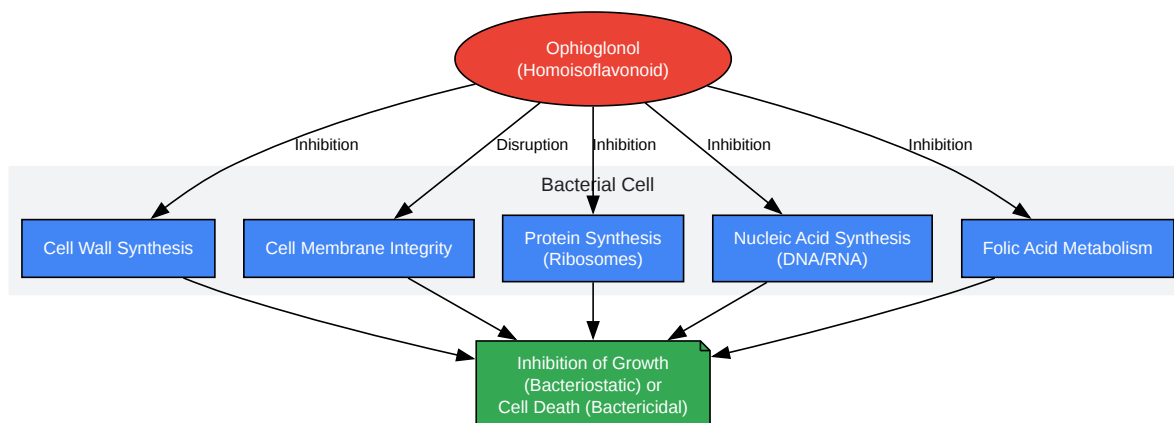 Ophioglonol
(Homoisoflavonoid)
Inhibition
Disruption
Inhibition
Inhibition
Inhibition
Bacterial Cell
Cell Wall Synthesis
Cell Membrane Integrity
Protein Synthesis
(Ribosomes)
Nucleic Acid Synthesis
(DNA/RNA)
Folic Acid Metabolism
Inhibition of Growth
(Bacteriostatic) or
Cell Death (Bactericidal)